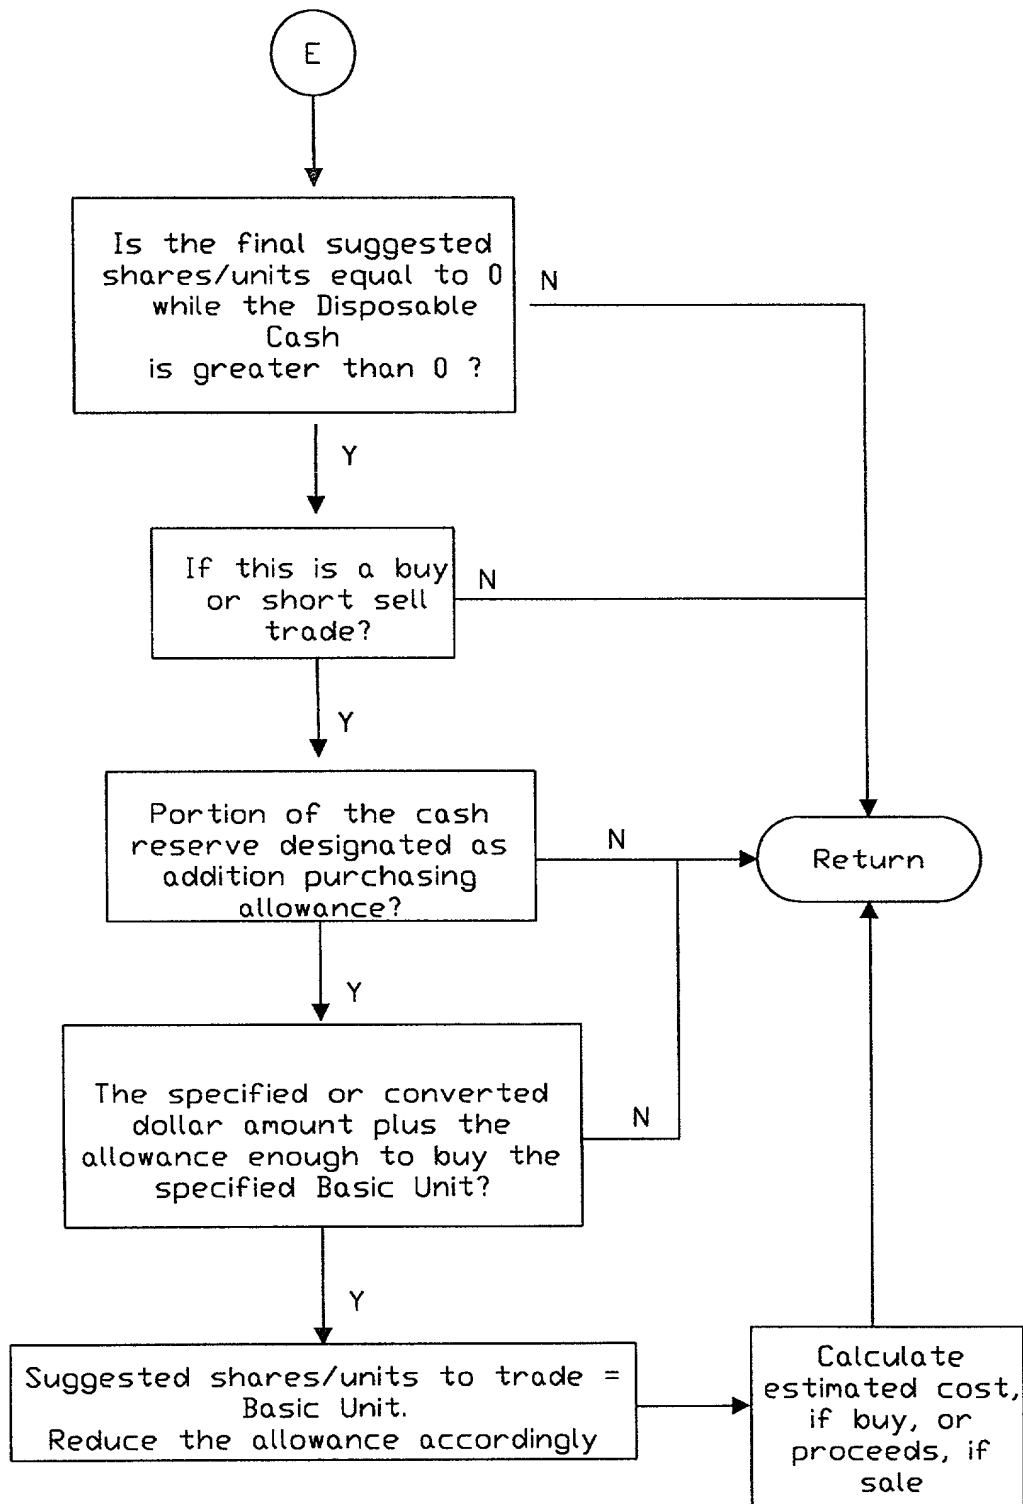 E
Is the final suggested
shares/units equal to 0
while the Disposable
Cash
is greater than 0 ?
N
Y
If this is a buy
or short sell
trade?
N
Y
Portion of the cash
reserve designated as
addition purchasing
allowance?
N
Return
Y
The specified or converted
dollar amount plus the
allowance enough to buy the
specified Basic Unit?
N
Y
Suggested shares/units to trade =
Basic Unit.
Reduce the allowance accordingly
Calculate
estimated cost,
if buy, or
proceeds, if
sale